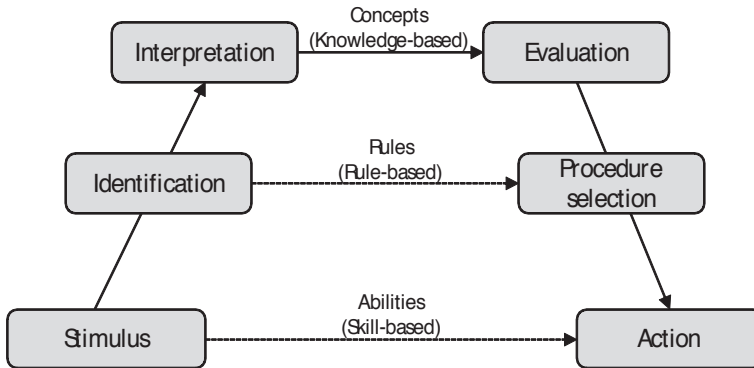 Concepts
(Knowledge-based)
Interpretation
Evaluation
Rules
(Rule-based)
Identification
Procedure
selection
Abilities
(Skill-based)
Stimulus
Action